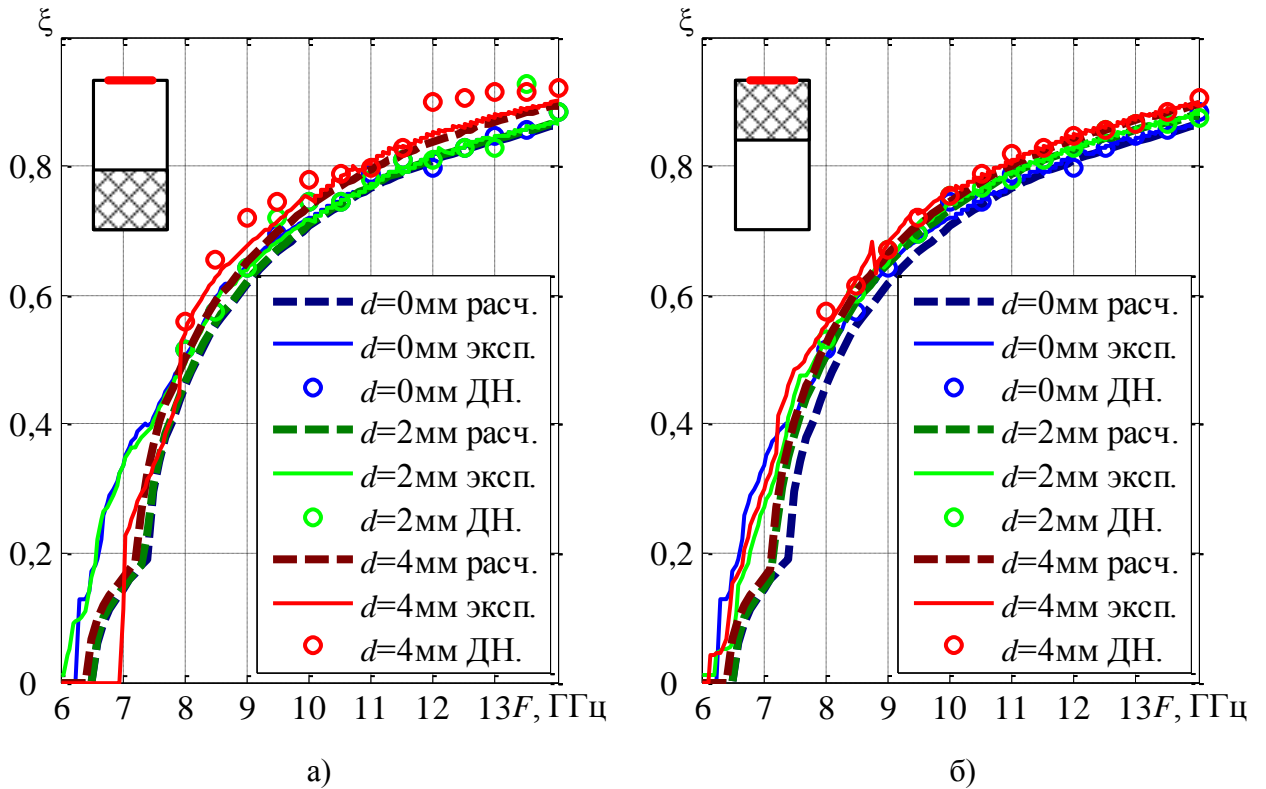 ξ
0,8
0,6
0,4
0,2
0
6 7 8 9 10 11 12 13 F, ГГц
d=0мм расч.
d=0мм эксп.
d=0мм ДН.
d=2мм расч.
d=2мм эксп.
d=2мм ДН.
d=4мм расч.
d=4мм эксп.
d=4мм ДН.
а)
ξ
0,8
0,6
0,4
0,2
0
6 7 8 9 10 11 12 13 F, ГГц
d=0мм расч.
d=0мм эксп.
d=0мм ДН.
d=2мм расч.
d=2мм эксп.
d=2мм ДН.
d=4мм расч.
d=4мм эксп.
d=4мм ДН.
б)